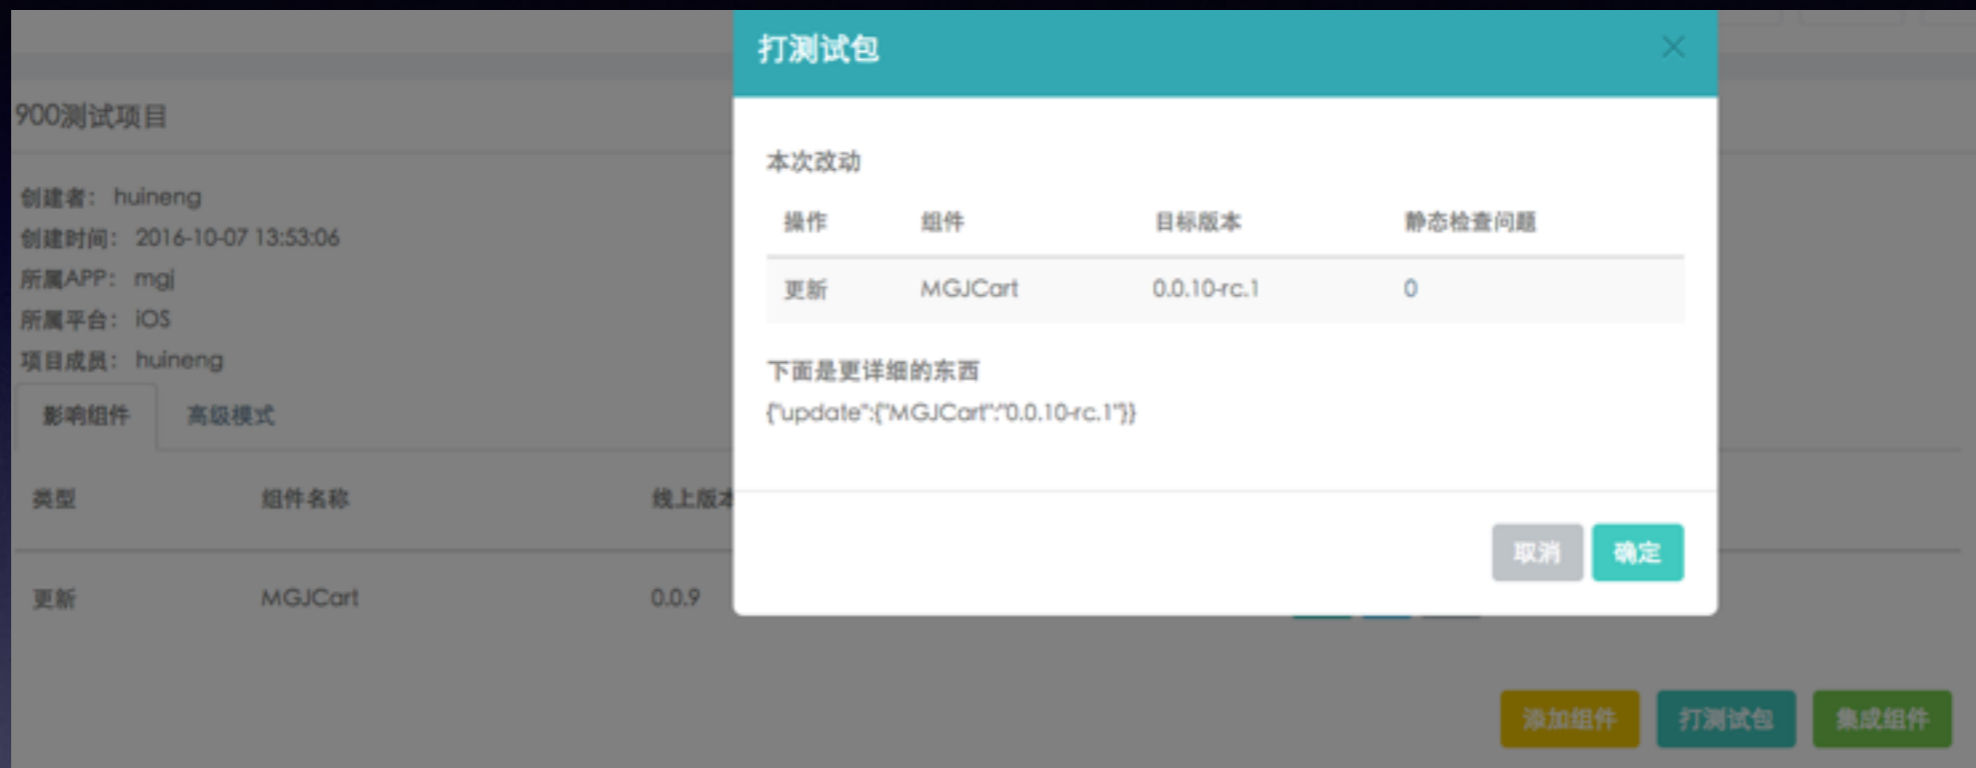 打测试包
900测试项目
创建者： huineng
创建时间： 2016-10-07 13:53:06
所属APP： mgj
所属平台： iOS
项目成员： huineng
影响组件 高级模式
类型 组件名称 线上版本
更新 MGJCart 0.0.9
本次改动
操作 组件 目标版本 静态检查问题
更新 MGJCart 0.0.10-rc.1 0
下面是更详细的东西
{"update":{"MGJCart":"0.0.10-rc.1"}}
取消 确定
添加组件 打测试包 集成组件